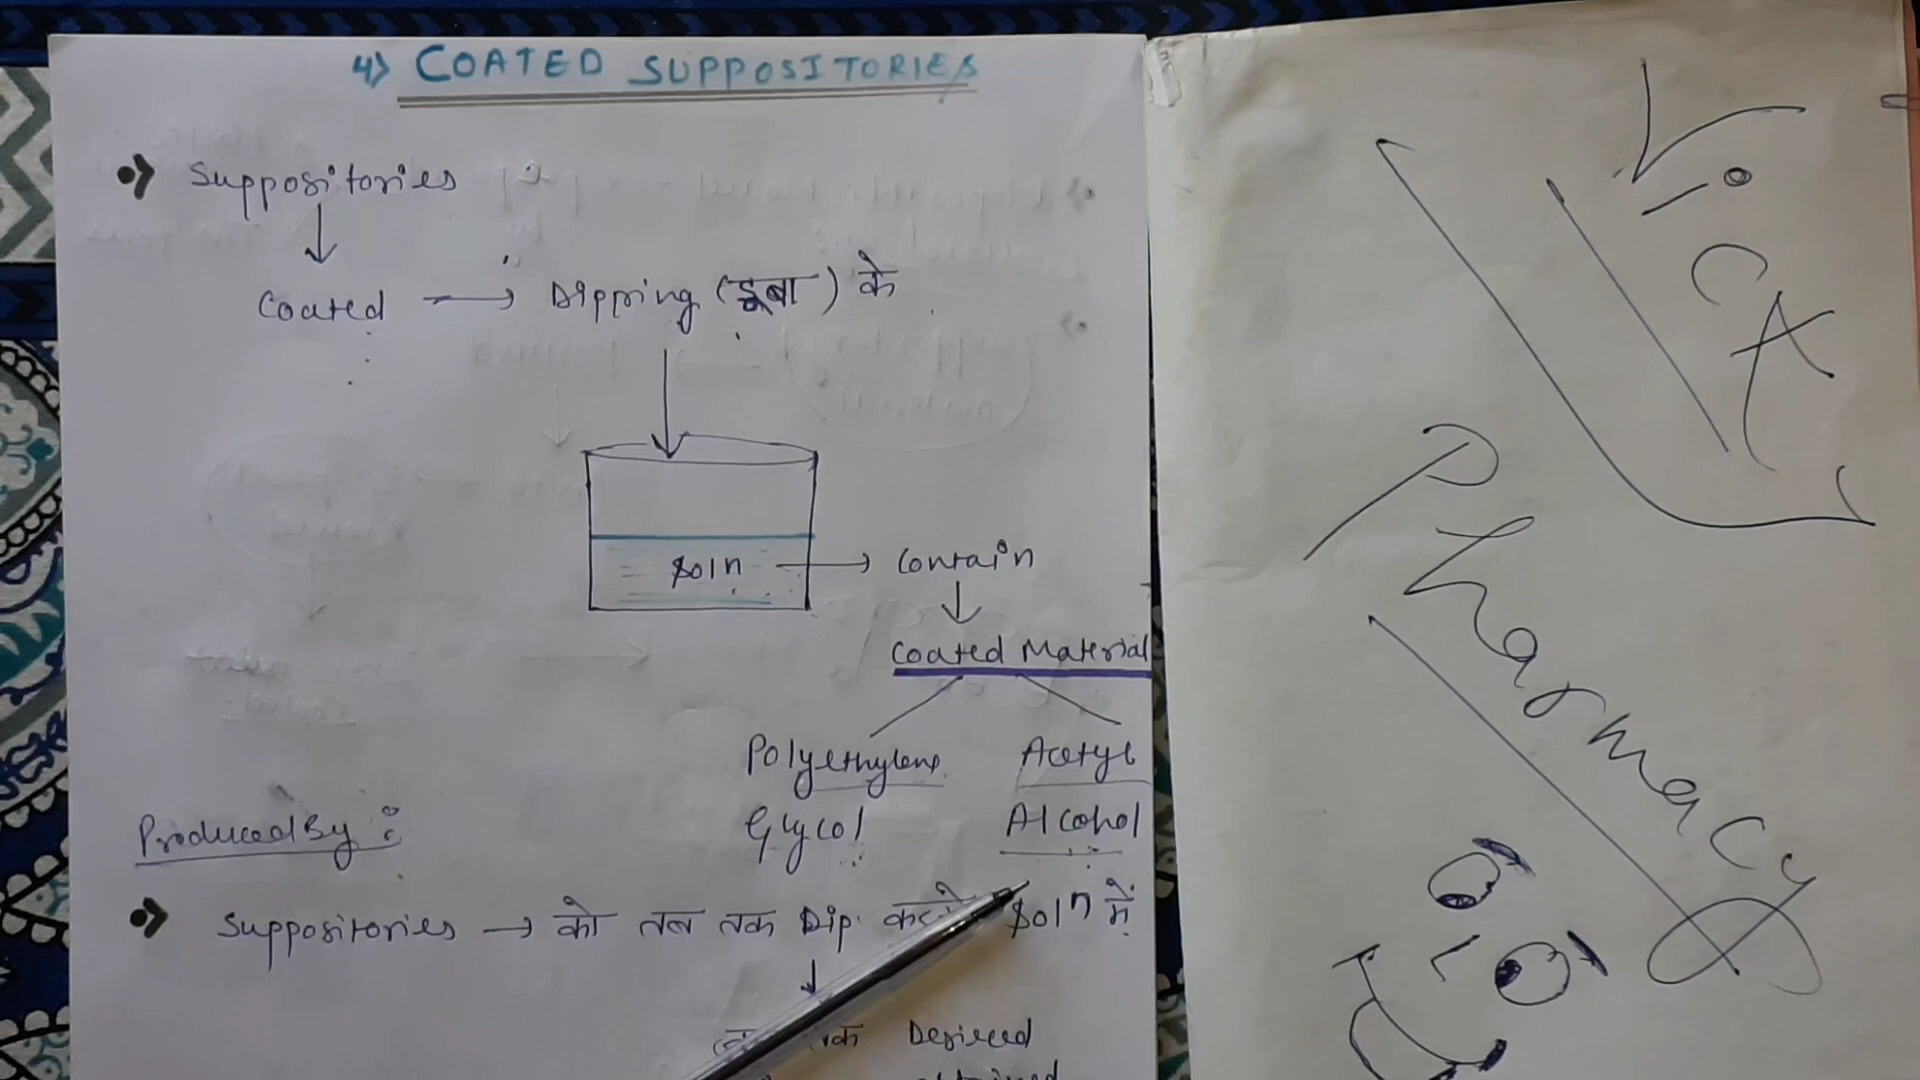 4) COATED SUPPOSITORIES
Suppositories
Coated → Dipping (डूबा) के
soln → Contain
Coated Material
Polyethylene Acetyl
Glycol Alcohol
Produced By :
Suppositories → को तब तक Dip soln में
Desired
VicA
Pharmacy